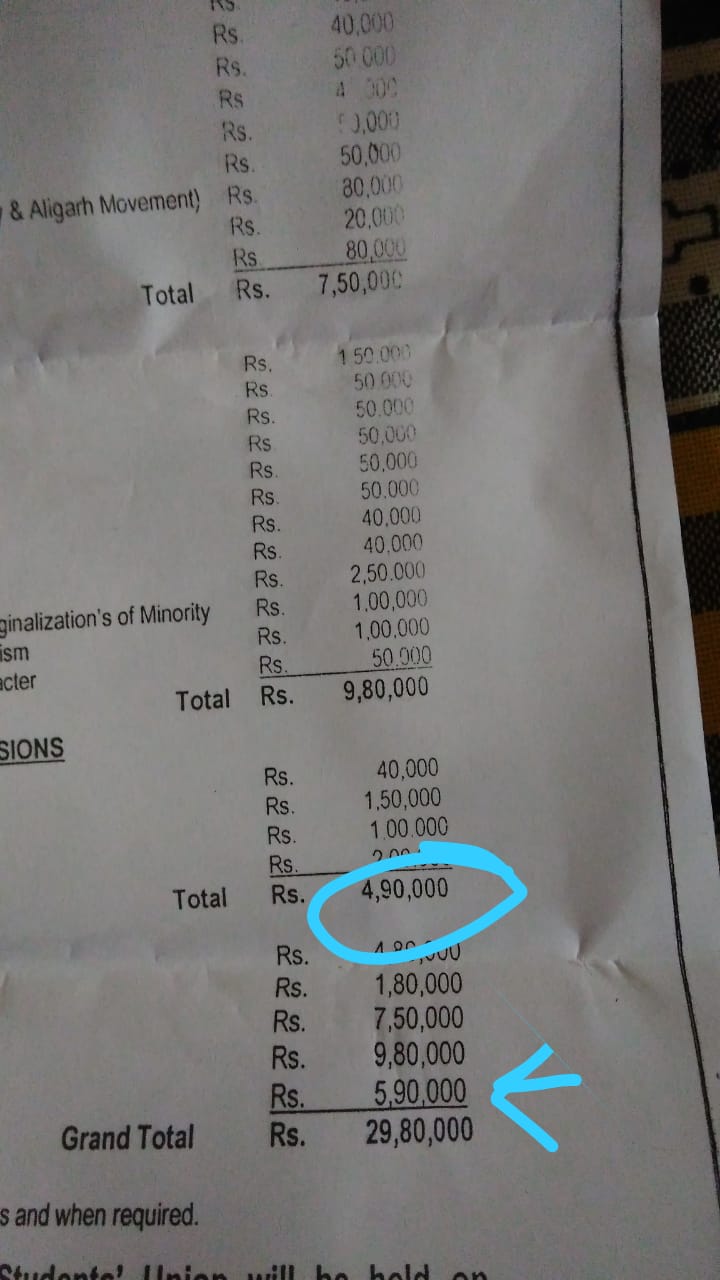 Rs.
Rs. 40,000
Rs. 50,000
Rs
Rs.
Rs. 50,000
& Aligarh Movement) Rs. 30,000
Rs. 20,000
Rs. 80,000
Total Rs. 7,50,000
Rs. 1,50.000
Rs. 50.000
Rs. 50.000
Rs 50,000
Rs. 50,000
Rs. 50.000
Rs. 40,000
Rs. 40,000
Rs. 2,50.000
ginalization's of Minority Rs. 1,00,000
ism Rs. 1,00,000
acter Rs. 50.000
Total Rs. 9,80,000
SIONS
Rs. 40,000
Rs. 1,50,000
Rs. 1,00.000
Rs.
Total Rs. 4,90,000
Rs. 4,80,000
Rs. 1,80,000
Rs. 7,50,000
Rs. 9,80,000
Rs. 5,90,000
Grand Total Rs. 29,80,000
s and when required.
Students' Union will be held on